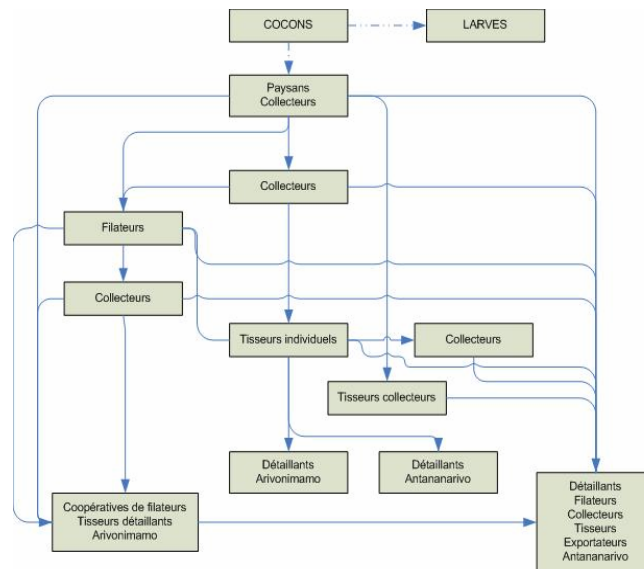 COCONS
LARVES
Paysans
Collecteurs
Collecteurs
Filateurs
Collecteurs
Tisseurs individuels
Collecteurs
Tisseurs collecteurs
Détaillants
Arivonimamo
Détaillants
Antananarivo
Coopératives de filateurs
Tisseurs détaillants
Arivonimamo
Détaillants
Filateurs
Collecteurs
Tisseurs
Exportateurs
Antananarivo